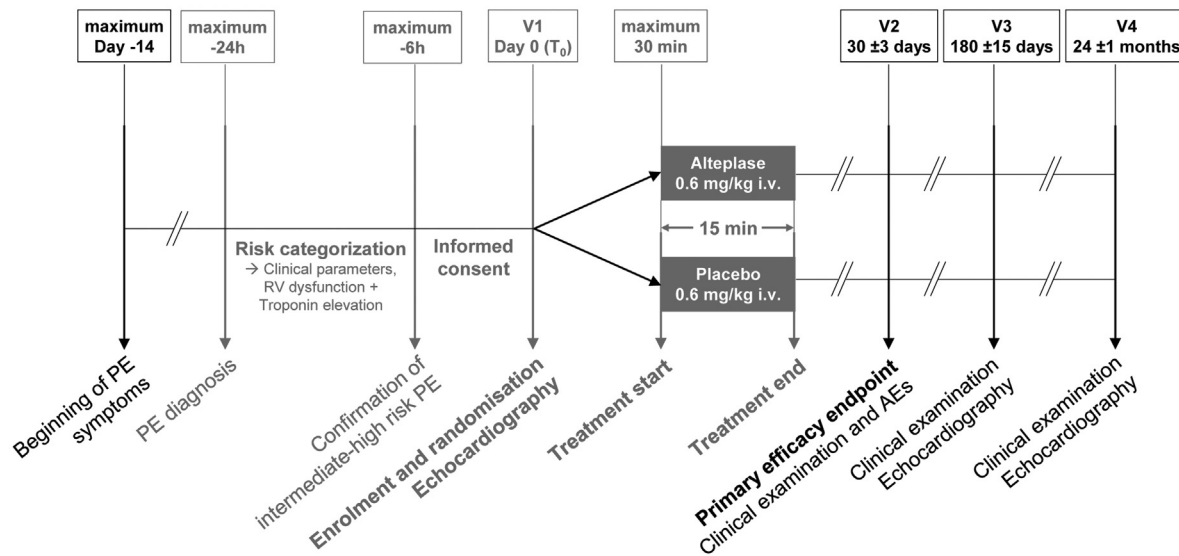 maximum
Day -14
maximum
-24h
maximum
-6h
V1
Day 0 (T₀)
maximum
30 min
V2
30 ±3 days
V3
180 ±15 days
V4
24 ±1 months
Alteplase
0.6 mg/kg i.v.
15 min
Placebo
0.6 mg/kg i.v.
Risk categorization
→ Clinical parameters,
RV dysfunction +
Troponin elevation
Informed
consent
Beginning of PE
symptoms
PE diagnosis
Confirmation of
intermediate-high risk PE
Enrolment and randomisation
Echocardiography
Treatment start
Treatment end
Primary efficacy endpoint
Clinical examination and AEs
Clinical examination
Echocardiography
Clinical examination
Echocardiography